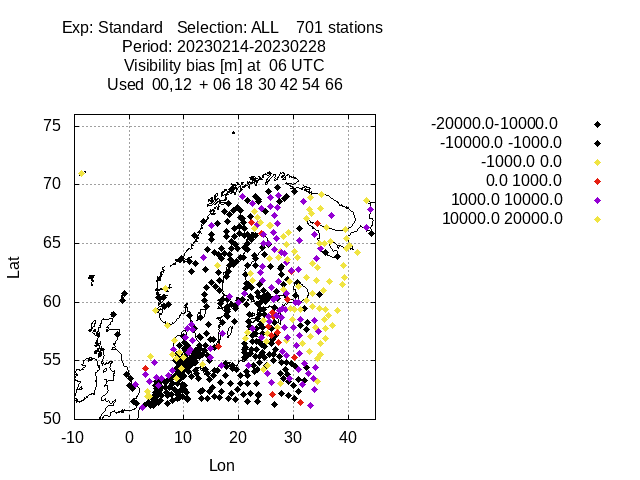 Exp: Standard   Selection: ALL    701 stations
Period: 20230214-20230228
Visibility bias [m] at  06 UTC
Used  00,12  + 06 18 30 42 54 66
75
70
65
60
55
50
Lat
-10 0 10 20 30 40
Lon
-20000.0-10000.0
-10000.0 -1000.0
-1000.0 0.0
0.0 1000.0
1000.0 10000.0
10000.0 20000.0